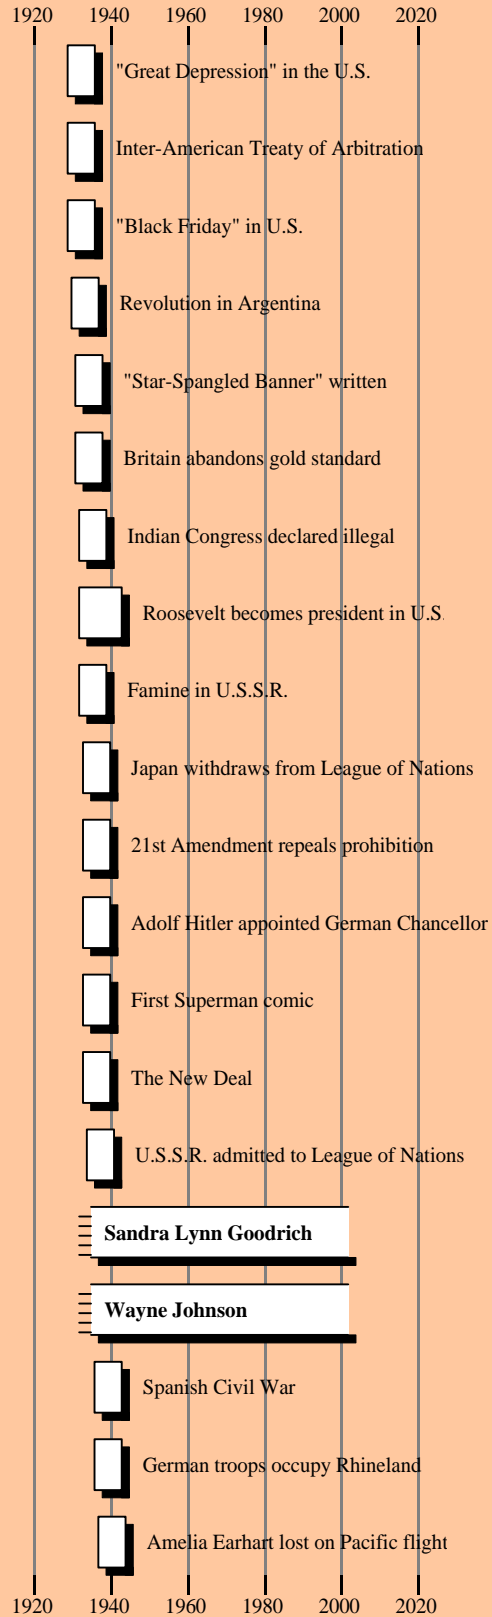 1920 1940 1960 1980 2000 2020
"Great Depression" in the U.S.
Inter-American Treaty of Arbitration
"Black Friday" in U.S.
Revolution in Argentina
"Star-Spangled Banner" written
Britain abandons gold standard
Indian Congress declared illegal
Roosevelt becomes president in U.S.
Famine in U.S.S.R.
Japan withdraws from League of Nations
21st Amendment repeals prohibition
Adolf Hitler appointed German Chancellor
First Superman comic
The New Deal
U.S.S.R. admitted to League of Nations
Sandra Lynn Goodrich
Wayne Johnson
Spanish Civil War
German troops occupy Rhineland
Amelia Earhart lost on Pacific flight
1920 1940 1960 1980 2000 2020